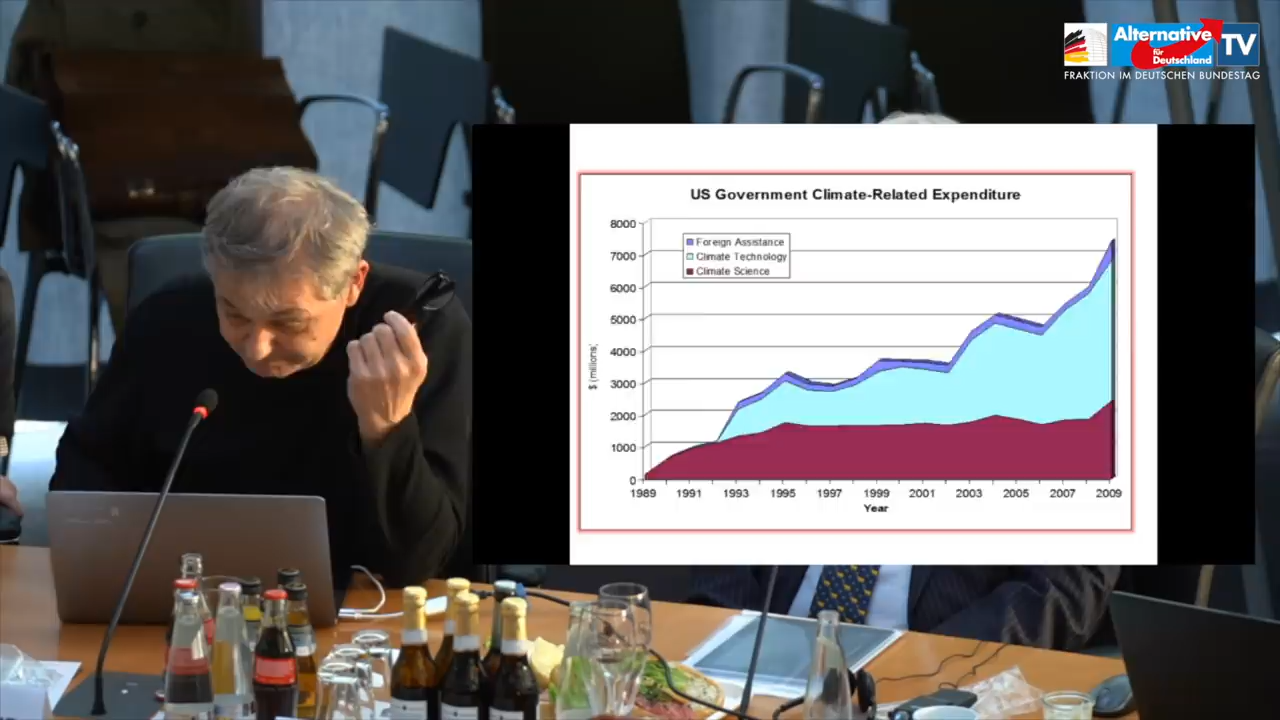 Alternative
für
Deutschland
TV
FRAKTION IM DEUTSCHEN BUNDESTAG
US Government Climate-Related Expenditure
8000
7000
6000
5000
4000
3000
2000
1000
0
$ (millions)
Foreign Assistance
Climate Technology
Climate Science
1989 1991 1993 1995 1997 1999 2001 2003 2005 2007 2009
Year